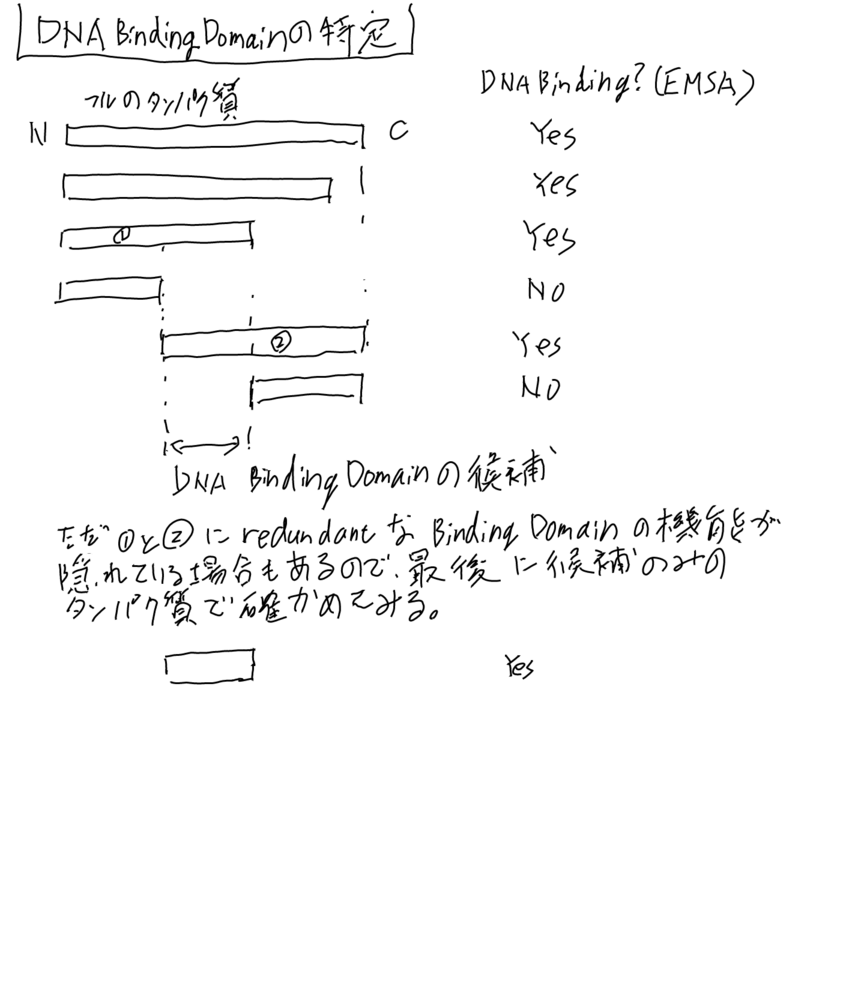 DNA Binding Domainの特定
DNA Binding? (EMSA)
フルのタンパク質
N C Yes
Yes
① Yes
NO
② Yes
NO
DNA Binding Domainの候補
ただ①と②にredundantなBinding Domainの機能が
隠れている場合もあるので、最後に候補のみの
タンパク質で確かめてみる。
Yes